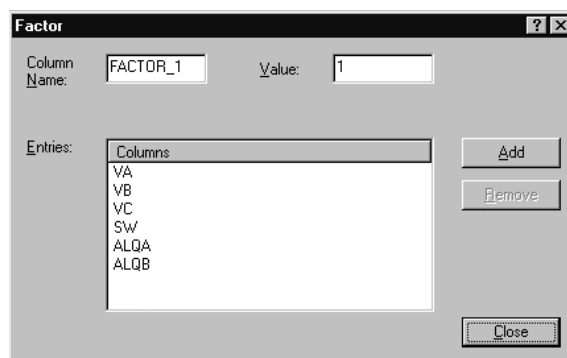 Factor
Column Name: FACTOR_1 Value: 1
Entries:
Columns
VA
VB
VC
SW
ALQA
ALQB
Add
Remove
Close